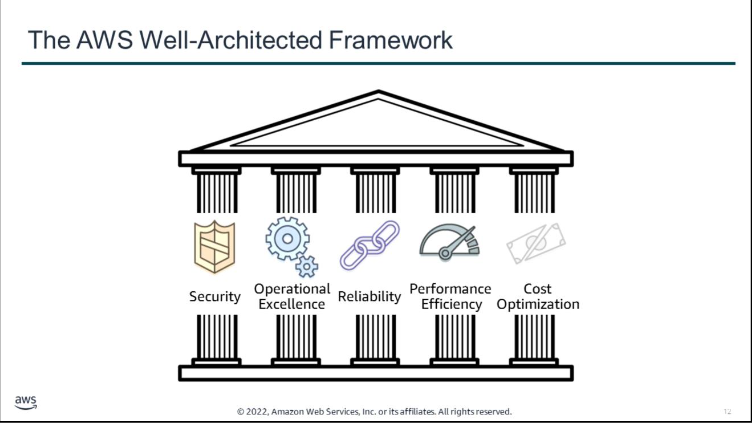 The AWS Well-Architected Framework
Security
Operational
Excellence
Reliability
Performance
Efficiency
Cost
Optimization
aws
© 2022, Amazon Web Services, Inc. or its affiliates. All rights reserved.
12